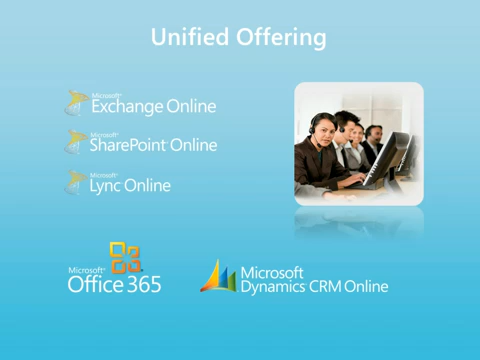 Unified Offering
Microsoft®
Exchange Online
Microsoft®
SharePoint® Online
Microsoft®
Lync Online
Microsoft®
Office 365
Microsoft
Dynamics® CRM Online